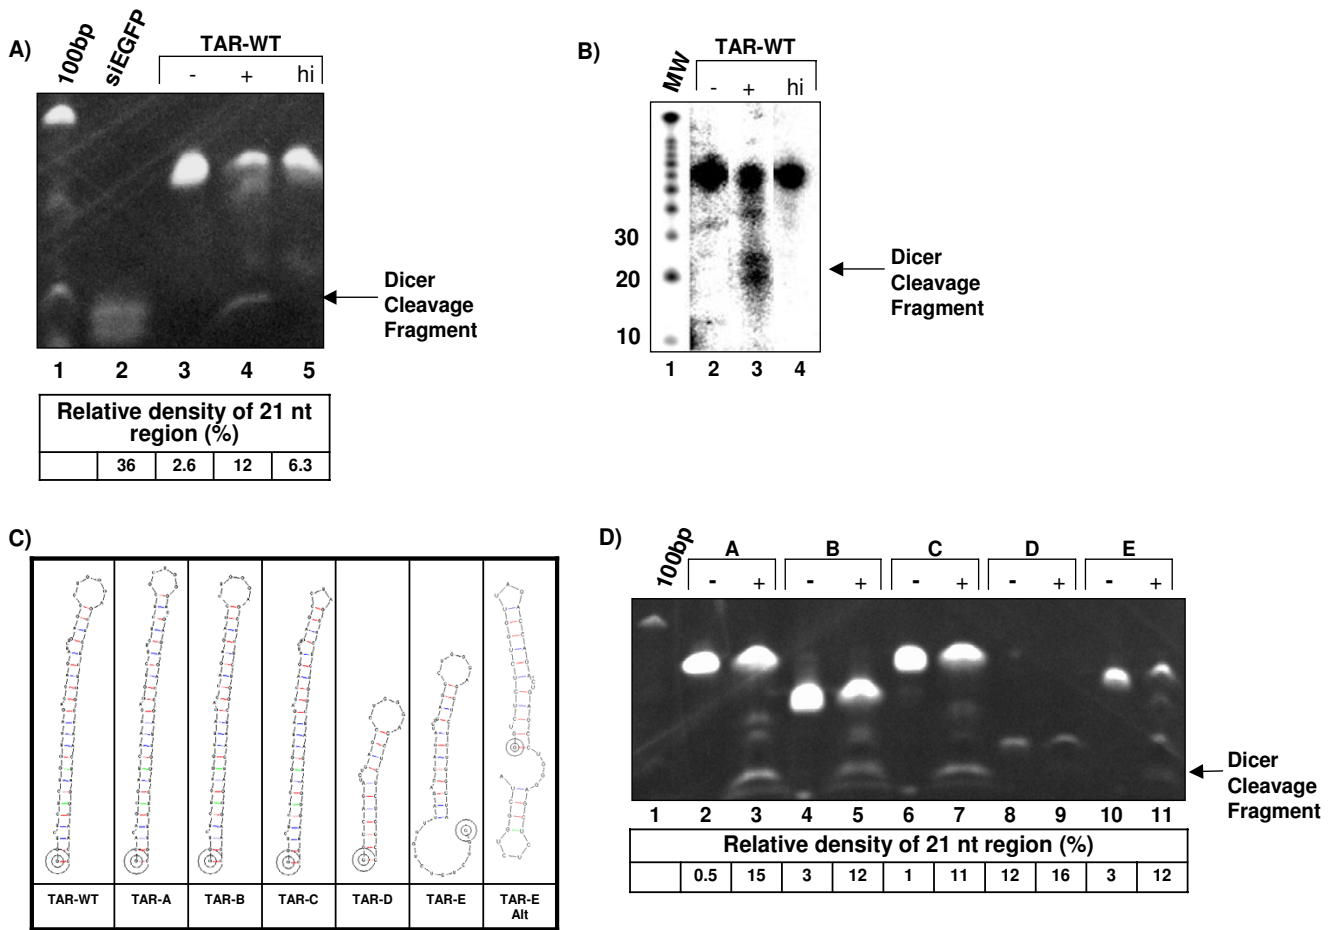 A)
100bp
siEGFP
TAR-WT
- + hi
Dicer
Cleavage
Fragment
1 2 3 4 5
Relative density of 21 nt
region (%)
36 2.6 12 6.3
B)
MW
TAR-WT
- + hi
30
20
10
Dicer
Cleavage
Fragment
1 2 3 4
C)
TAR-WT TAR-A TAR-B TAR-C TAR-D TAR-E TAR-E
Alt
D)
100bp
A B C D E
- + - + - + - + - +
Dicer
Cleavage
Fragment
1 2 3 4 5 6 7 8 9 10 11
Relative density of 21 nt region (%)
0.5 15 3 12 1 11 12 16 3 12